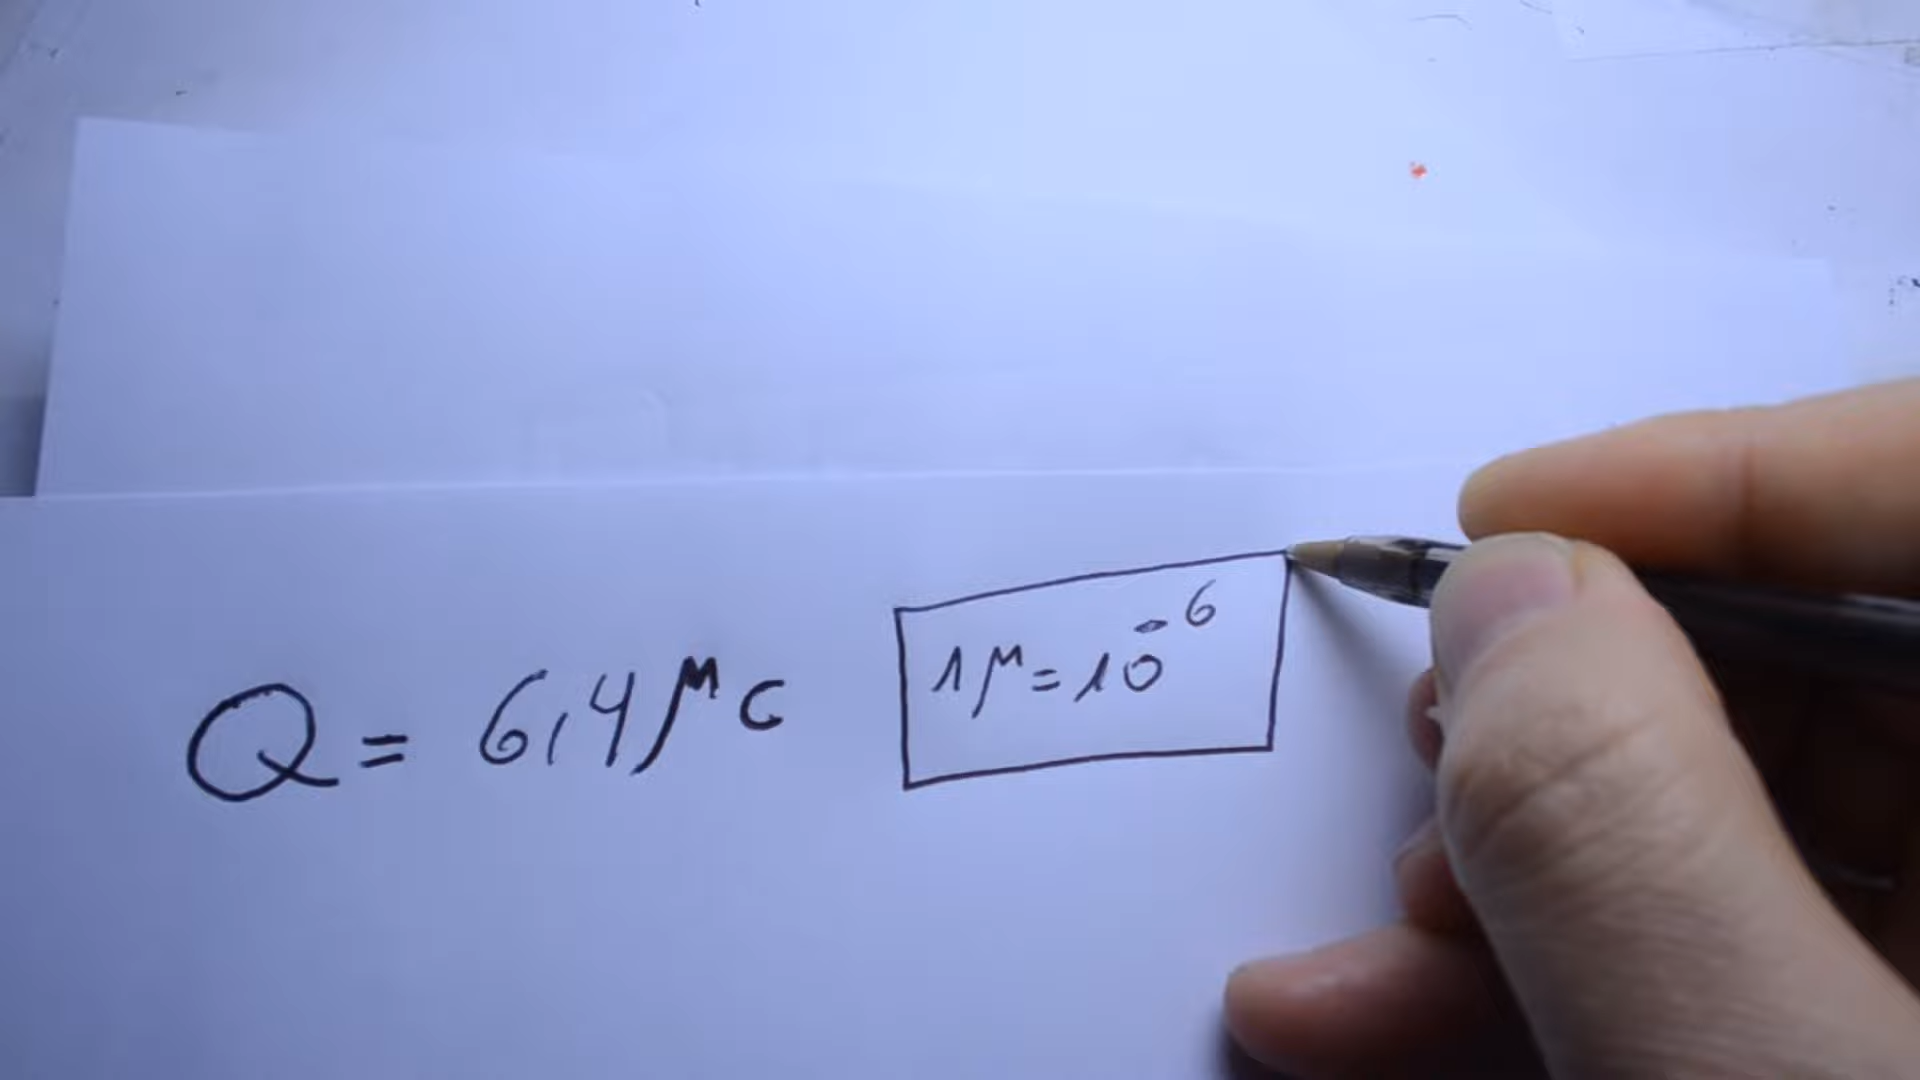 Q = 6,4 μc
1μ = 10⁻⁶